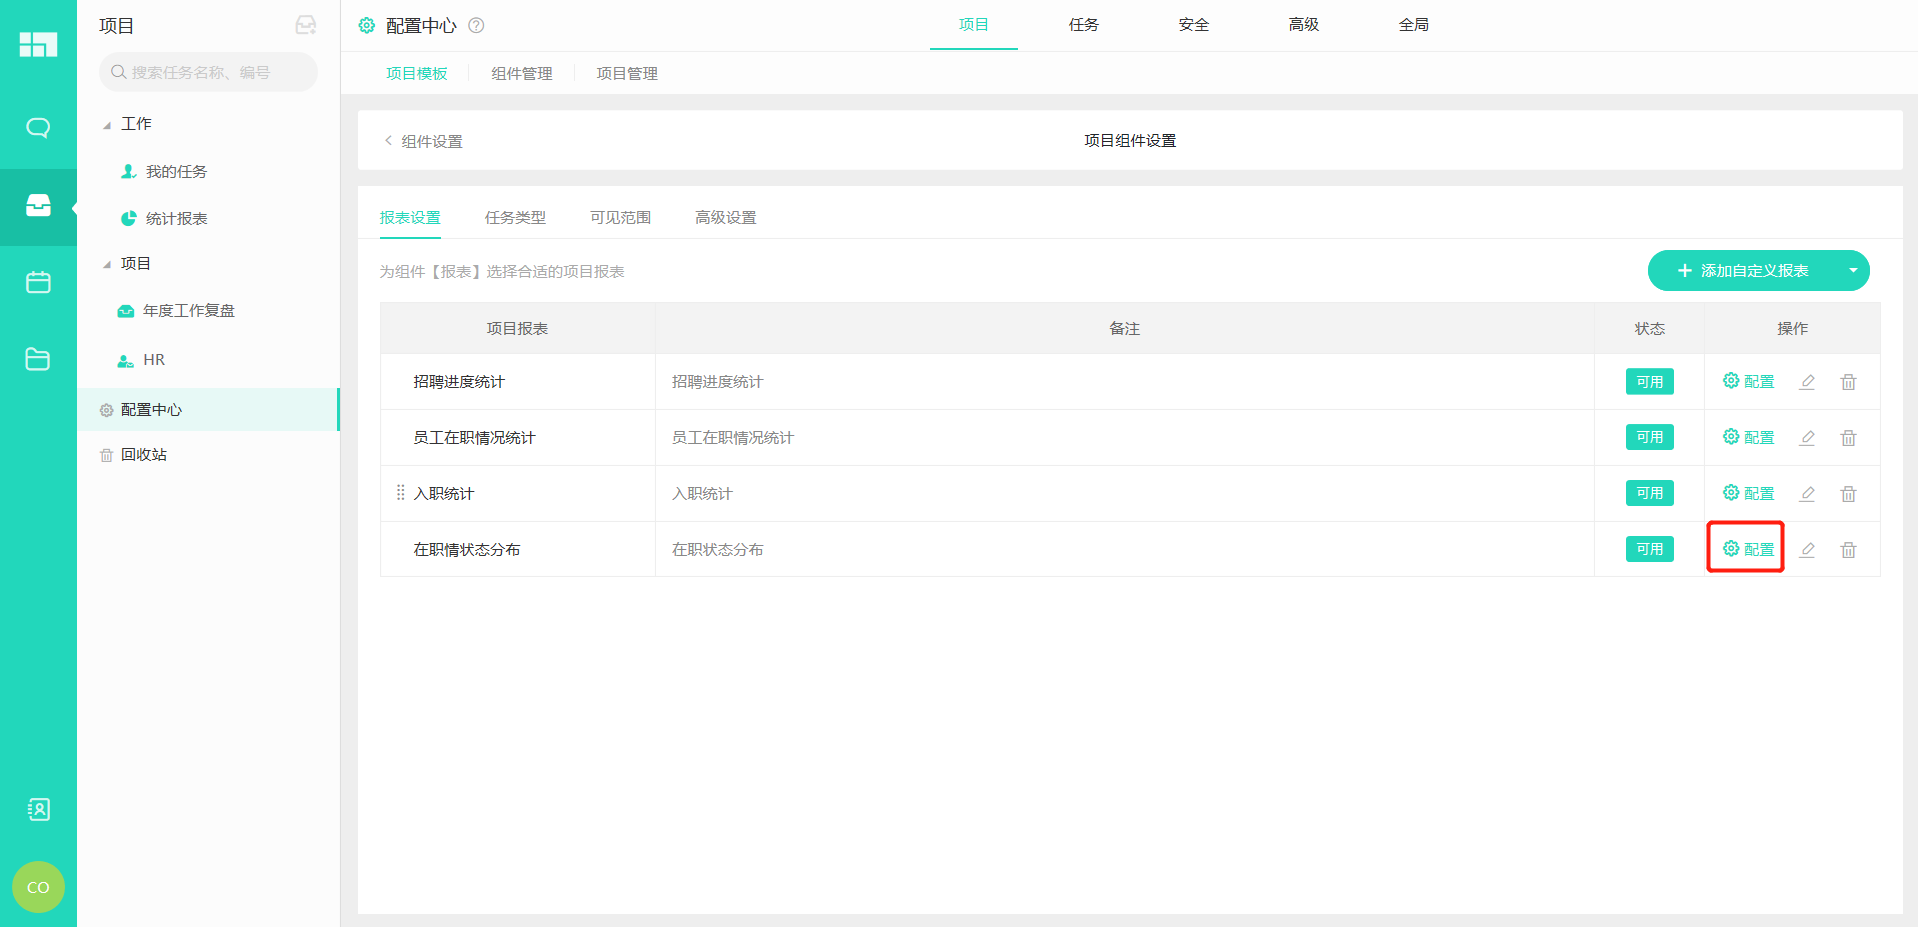 项目
搜索任务名称、编号
工作
我的任务
统计报表
项目
年度工作复盘
HR
配置中心
回收站
CO
配置中心
项目 任务 安全 高级 全局
项目模板 组件管理 项目管理
组件设置 项目组件设置
报表设置 任务类型 可见范围 高级设置
为组件【报表】选择合适的项目报表
添加自定义报表
项目报表 备注 状态 操作
招聘进度统计 招聘进度统计 可用 配置
员工在职情况统计 员工在职情况统计 可用 配置
入职统计 入职统计 可用 配置
在职情状态分布 在职状态分布 可用 配置